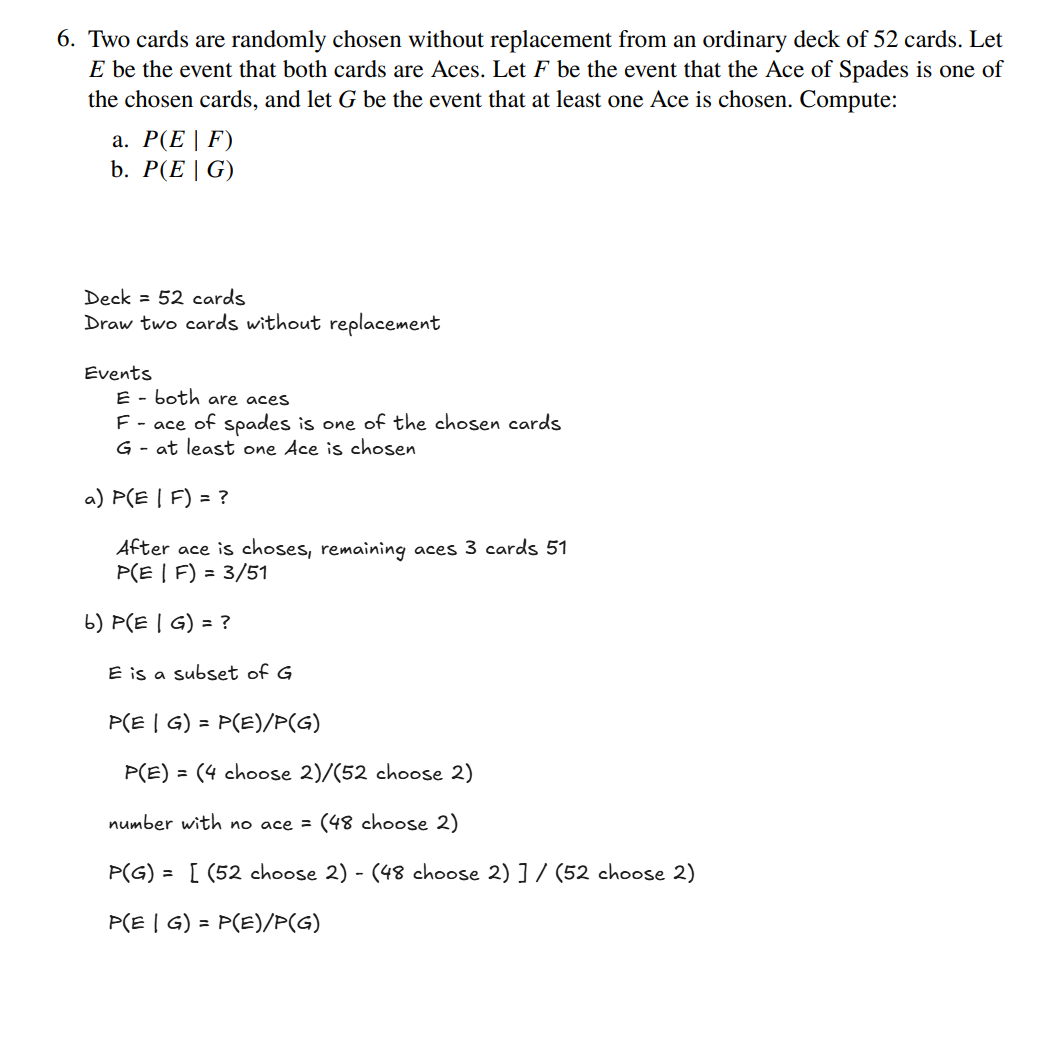 6. Two cards are randomly chosen without replacement from an ordinary deck of 52 cards. Let
E be the event that both cards are Aces. Let F be the event that the Ace of Spades is one of
the chosen cards, and let G be the event that at least one Ace is chosen. Compute:
a. P(E | F)
b. P(E | G)
Deck = 52 cards
Draw two cards without replacement
Events
E - both are aces
F - ace of spades is one of the chosen cards
G - at least one Ace is chosen
a) P(E | F) = ?
After ace is choses, remaining aces 3 cards 51
P(E | F) = 3/51
b) P(E | G) = ?
E is a subset of G
P(E | G) = P(E)/P(G)
P(E) = (4 choose 2)/(52 choose 2)
number with no ace = (48 choose 2)
P(G) = [ (52 choose 2) - (48 choose 2) ] / (52 choose 2)
P(E | G) = P(E)/P(G)